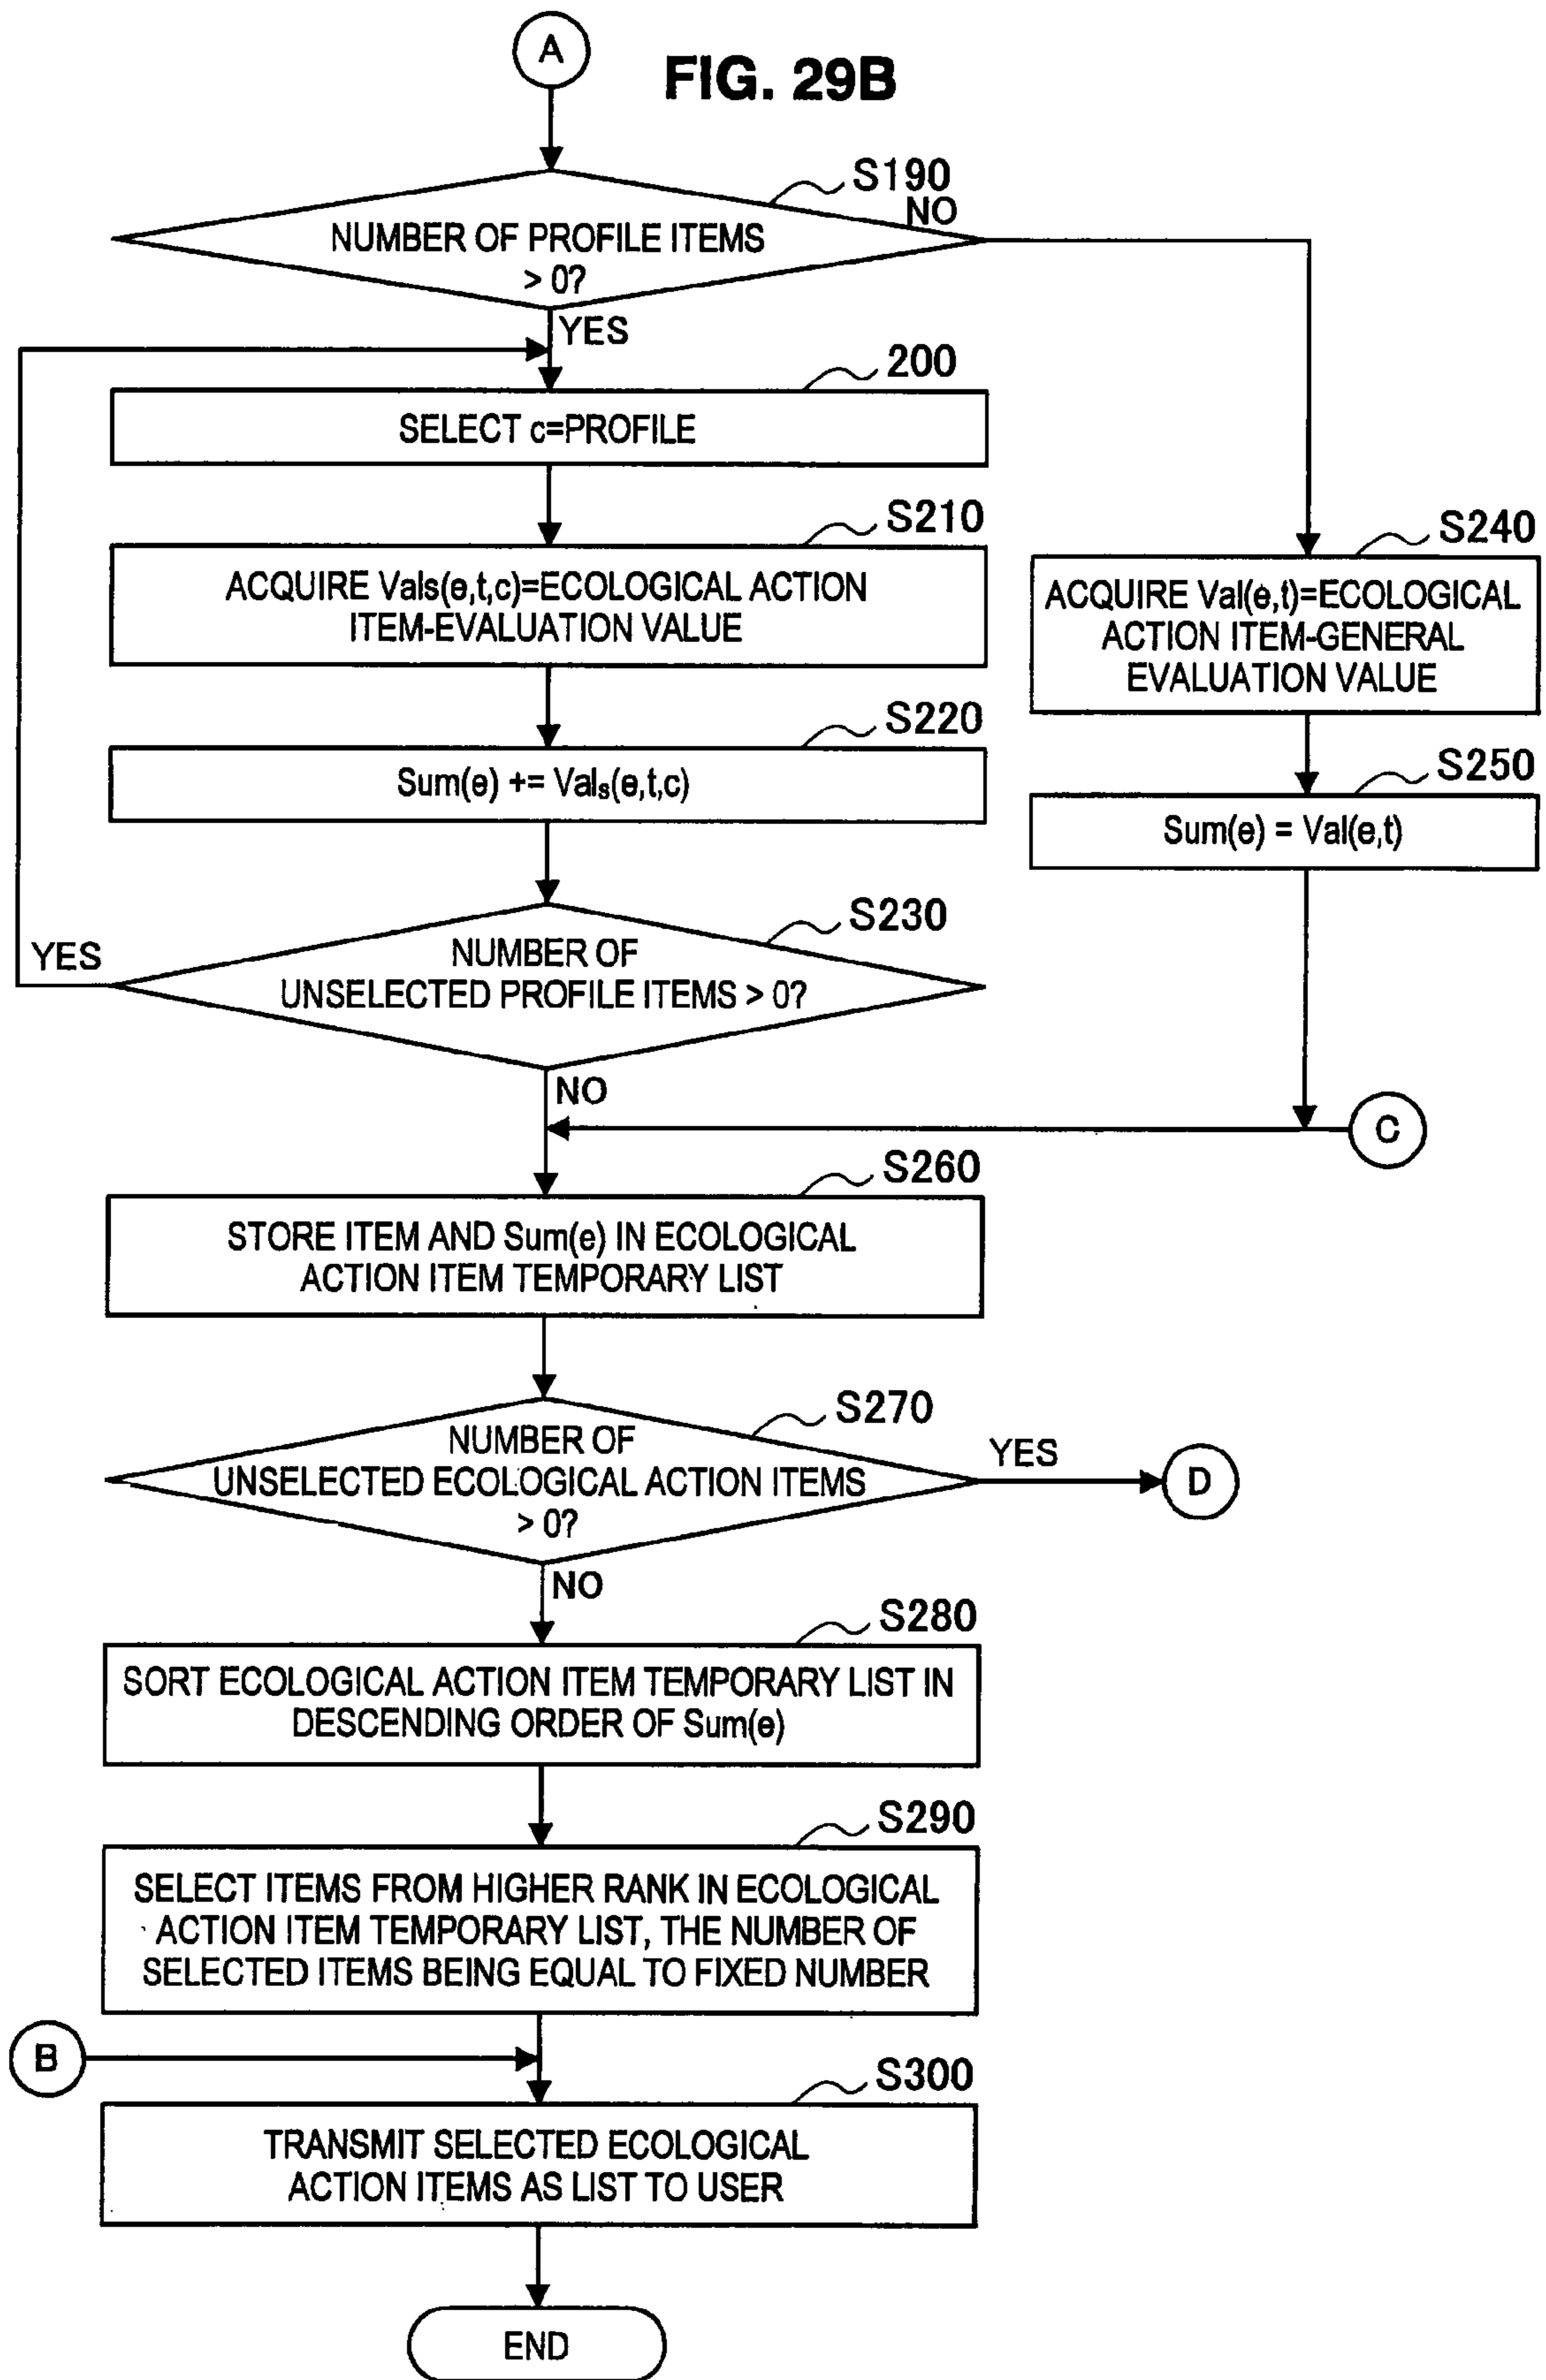 A
FIG. 29B
S190
NUMBER OF PROFILE ITEMS
> 0?
NO
YES
200
SELECT c=PROFILE
S210
ACQUIRE Vals(e,t,c)=ECOLOGICAL ACTION
ITEM-EVALUATION VALUE
S220
Sum(e) += Vals(e,t,c)
S230
NUMBER OF
UNSELECTED PROFILE ITEMS > 0?
YES
NO
S240
ACQUIRE Val(e,t)=ECOLOGICAL
ACTION ITEM-GENERAL
EVALUATION VALUE
S250
Sum(e) = Val(e,t)
C
S260
STORE ITEM AND Sum(e) IN ECOLOGICAL
ACTION ITEM TEMPORARY LIST
S270
NUMBER OF
UNSELECTED ECOLOGICAL ACTION ITEMS
> 0?
YES
D
NO
S280
SORT ECOLOGICAL ACTION ITEM TEMPORARY LIST IN
DESCENDING ORDER OF Sum(e)
S290
SELECT ITEMS FROM HIGHER RANK IN ECOLOGICAL
ACTION ITEM TEMPORARY LIST, THE NUMBER OF
SELECTED ITEMS BEING EQUAL TO FIXED NUMBER
B
S300
TRANSMIT SELECTED ECOLOGICAL
ACTION ITEMS AS LIST TO USER
END